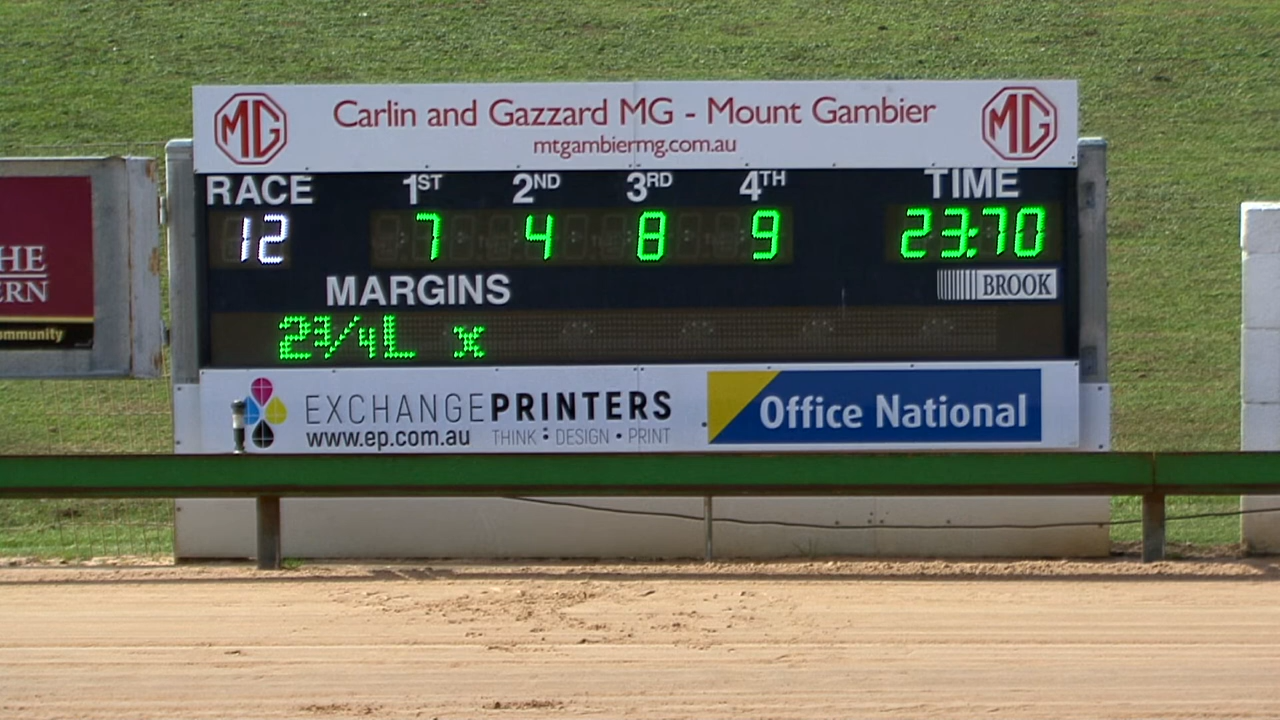 MG Carlin and Gazzard MG - Mount Gambier MG
mtgambiermg.com.au
RACE 1ST 2ND 3RD 4TH TIME
12 7 4 8 9 23:70
MARGINS BROOK
2¾L x
EXCHANGEPRINTERS
www.ep.com.au THINK : DESIGN • PRINT
Office National
HE
ERN
ommunity